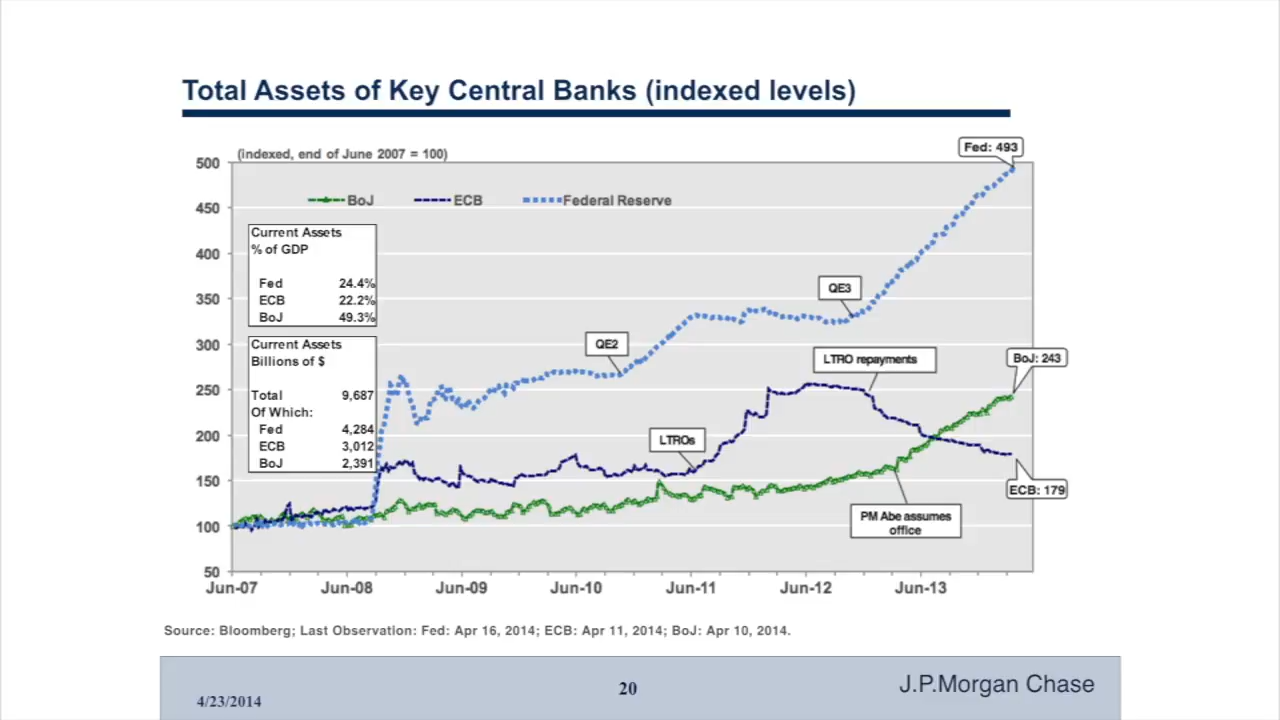 Total Assets of Key Central Banks (indexed levels)
(indexed, end of June 2007 = 100)
Fed: 493
500
450
400
350
300
250
200
150
100
50
BoJ
ECB
Federal Reserve
Current Assets
% of GDP
Fed 24.4%
ECB 22.2%
BoJ 49.3%
Current Assets
Billions of $
Total 9,687
Of Which:
Fed 4,284
ECB 3,012
BoJ 2,391
QE2
QE3
LTRO repayments
BoJ: 243
LTROs
ECB: 179
PM Abe assumes
office
Jun-07 Jun-08 Jun-09 Jun-10 Jun-11 Jun-12 Jun-13
Source: Bloomberg; Last Observation: Fed: Apr 16, 2014; ECB: Apr 11, 2014; BoJ: Apr 10, 2014.
4/23/2014
20
J.P.Morgan Chase